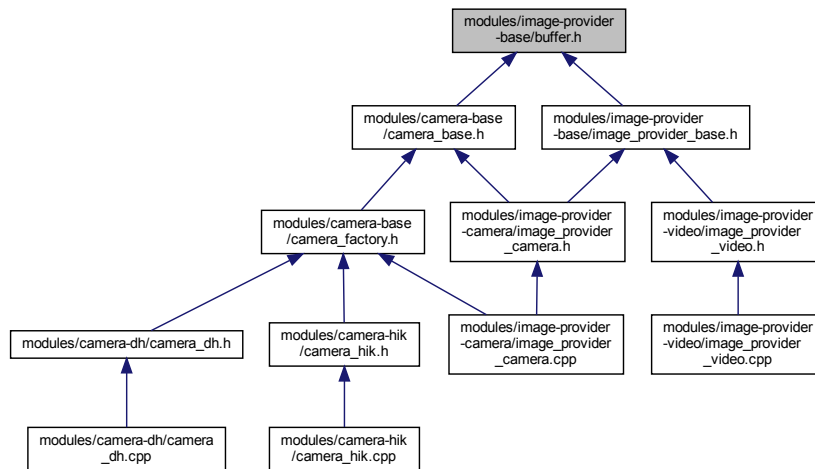 modules/image-provider
-base/buffer.h
modules/camera-base
/camera_base.h
modules/image-provider
-base/image_provider_base.h
modules/camera-base
/camera_factory.h
modules/image-provider
-camera/image_provider
_camera.h
modules/image-provider
-video/image_provider
_video.h
modules/camera-dh/camera_dh.h
modules/camera-hik
/camera_hik.h
modules/image-provider
-camera/image_provider
_camera.cpp
modules/image-provider
-video/image_provider
_video.cpp
modules/camera-dh/camera
_dh.cpp
modules/camera-hik
/camera_hik.cpp